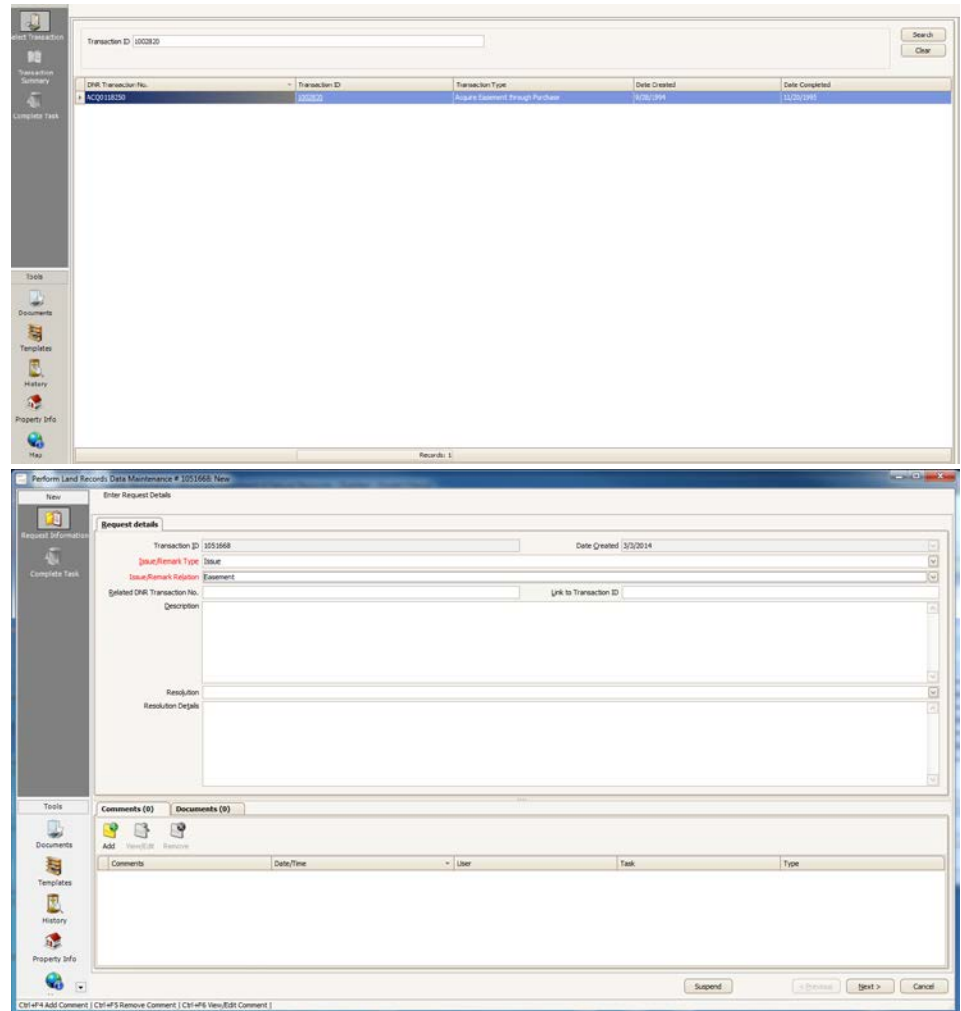 elect Transaction
Transaction ID 1002820
Search
Clear
Transaction
Summary
Complete Task
DNR Transaction No. Transaction ID Transaction Type Date Created Date Completed
ACQ0118250 1002820 Acquire Easement through Purchase 9/28/1994 11/20/1993
Tools
Documents
Templates
History
Property Info
Map
Records: 1
Perform Land Records Data Maintenance # 1051668: New
New
Enter Request Details
Request Information
Complete Task
Request details
Transaction ID 1051668 Date Created 3/3/2014
Issue/Remark Type Issue
Issue/Remark Relation Easement
Related DNR Transaction No. Link to Transaction ID
Description
Resolution
Resolution Details
Tools
Comments (0) Documents (0)
Documents
Add View/Edit Remove
Comments Date/Time User Task Type
Templates
History
Property Info
Suspend < Previous Next > Cancel
Ctrl+F4 Add Comment | Ctrl+F5 Remove Comment | Ctrl+F6 View/Edit Comment |